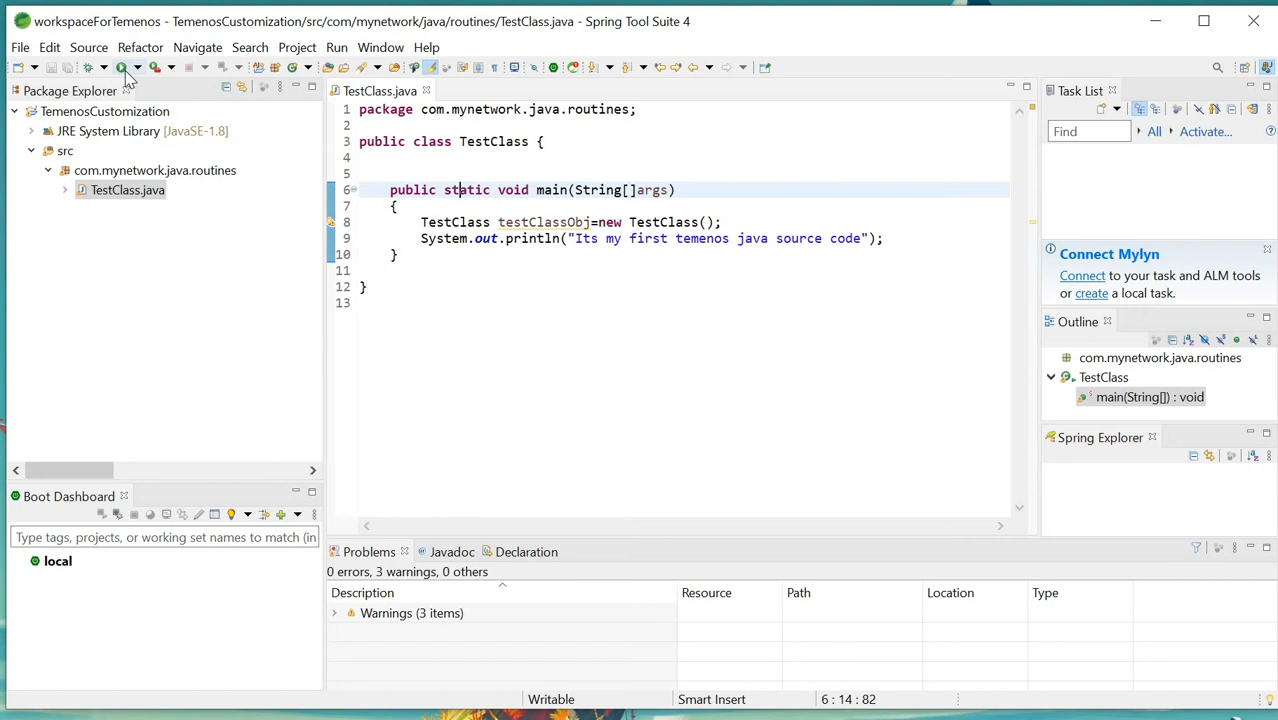 workspaceForTemenos - TemenosCustomization/src/com/mynetwork/java/routines/TestClass.java - Spring Tool Suite 4
File Edit Source Refactor Navigate Search Project Run Window Help
Package Explorer
TemenosCustomization
JRE System Library [JavaSE-1.8]
src
com.mynetwork.java.routines
TestClass.java
Boot Dashboard
Type tags, projects, or working set names to match (in
local
TestClass.java
1 package com.mynetwork.java.routines;
2
3 public class TestClass {
4
5
6 public static void main(String[]args)
7 {
8 TestClass testClassObj=new TestClass();
9 System.out.println("Its my first temenos java source code");
10 }
11
12 }
13
Problems Javadoc Declaration
0 errors, 3 warnings, 0 others
Description Resource Path Location Type
Warnings (3 items)
Task List
Find All Activate...
Connect Mylyn
Connect to your task and ALM tools
or create a local task.
Outline
com.mynetwork.java.routines
TestClass
main(String[]) : void
Spring Explorer
Writable Smart Insert 6 : 14 : 82